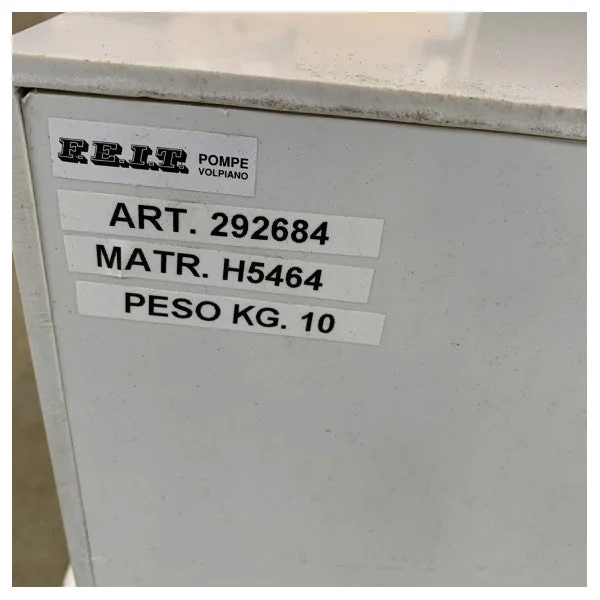 F.E.I.T. POMPE
VOLPIANO
ART. 292684
MATR. H5464
PESO KG. 10